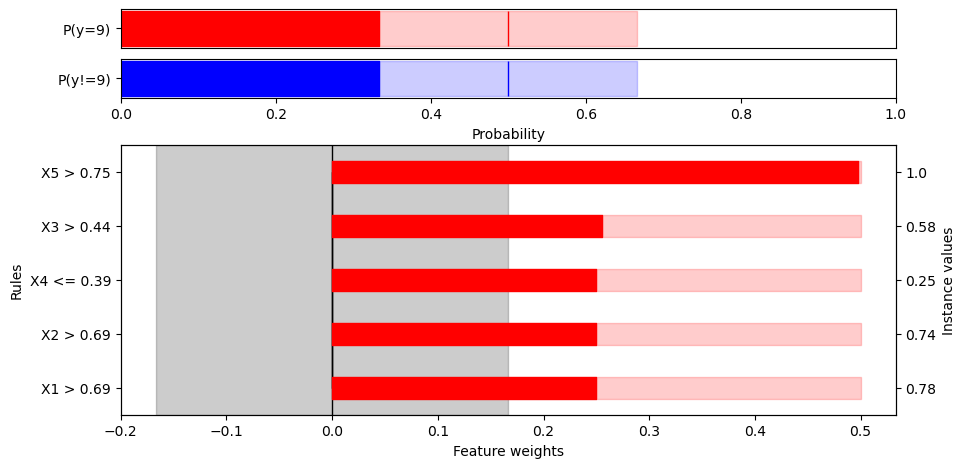 P(y=9)
P(y!=9)
0.0 0.2 0.4 0.6 0.8 1.0
Probability
X5 > 0.75 1.0
X3 > 0.44 0.58
X4 <= 0.39 0.25
X2 > 0.69 0.74
X1 > 0.69 0.78
Rules
Instance values
−0.2 −0.1 0.0 0.1 0.2 0.3 0.4 0.5
Feature weights